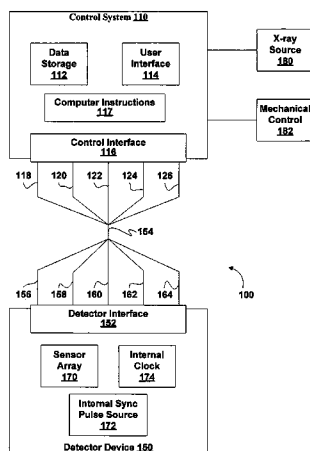 Control System 110
Data Storage 112
User Interface 114
Computer Instructions 117
Control Interface 116
X-ray Source 180
Mechanical Control 182
118 120 122 124 126
154
156 158 160 162 164
100
Detector Interface 152
Sensor Array 170
Internal Clock 174
Internal Sync Pulse Source 172
Detector Device 150